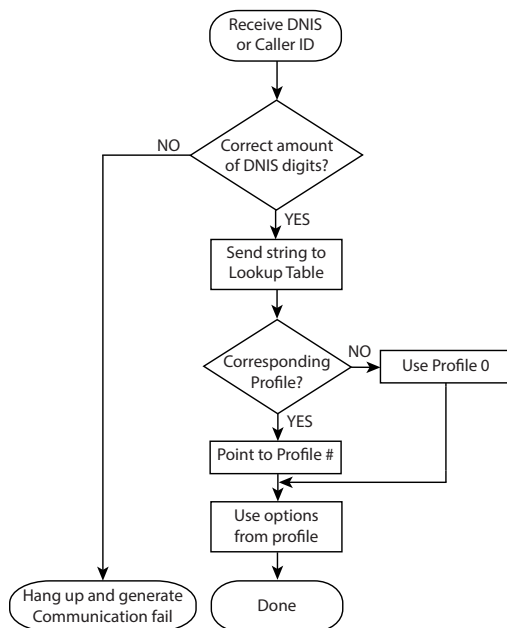 Receive DNIS
or Caller ID
Correct amount
of DNIS digits?
NO
YES
Send string to
Lookup Table
Corresponding
Profile?
NO
Use Profile 0
YES
Point to Profile #
Use options
from profile
Hang up and generate
Communication fail
Done